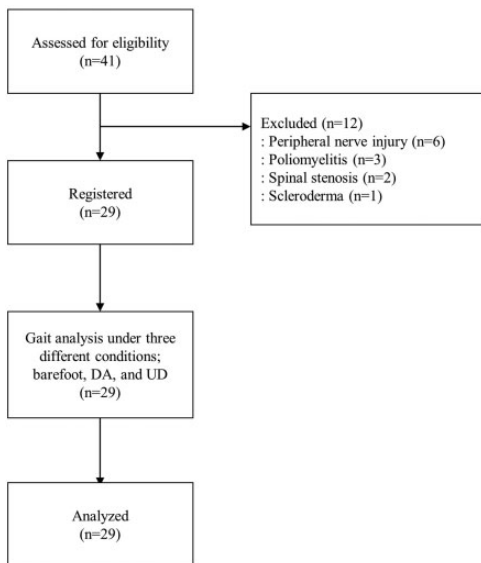 Assessed for eligibility
(n=41)
Excluded (n=12)
: Peripheral nerve injury (n=6)
: Poliomyelitis (n=3)
: Spinal stenosis (n=2)
: Scleroderma (n=1)
Registered
(n=29)
Gait analysis under three
different conditions;
barefoot, DA, and UD
(n=29)
Analyzed
(n=29)